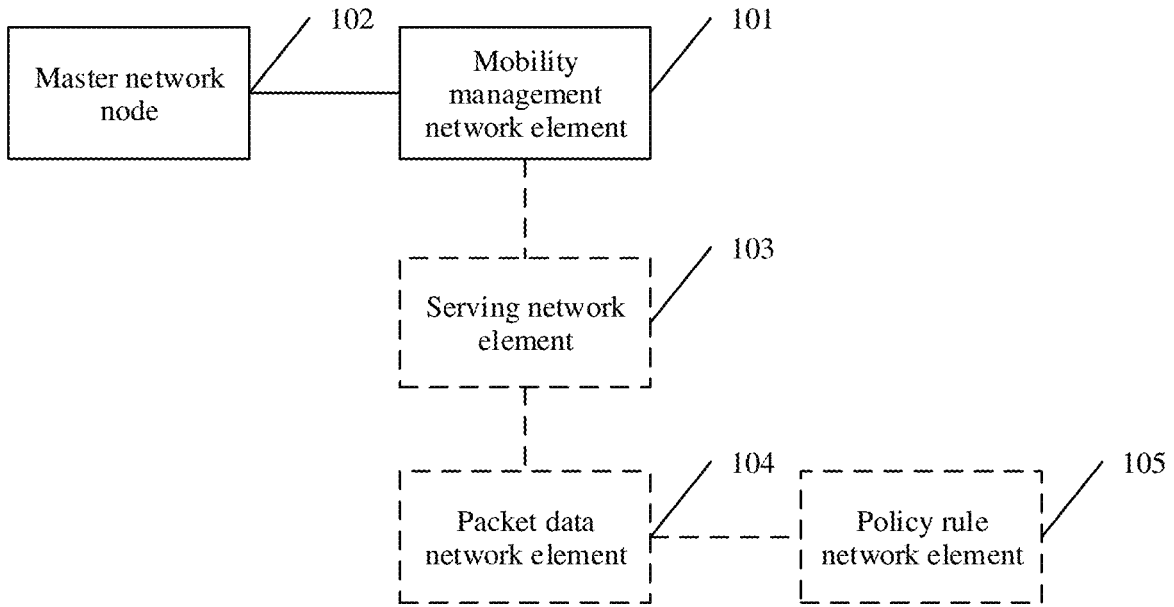 102
101
Master network
node
Mobility
management
network element
103
Serving network
element
104
105
Packet data
network element
Policy rule
network element